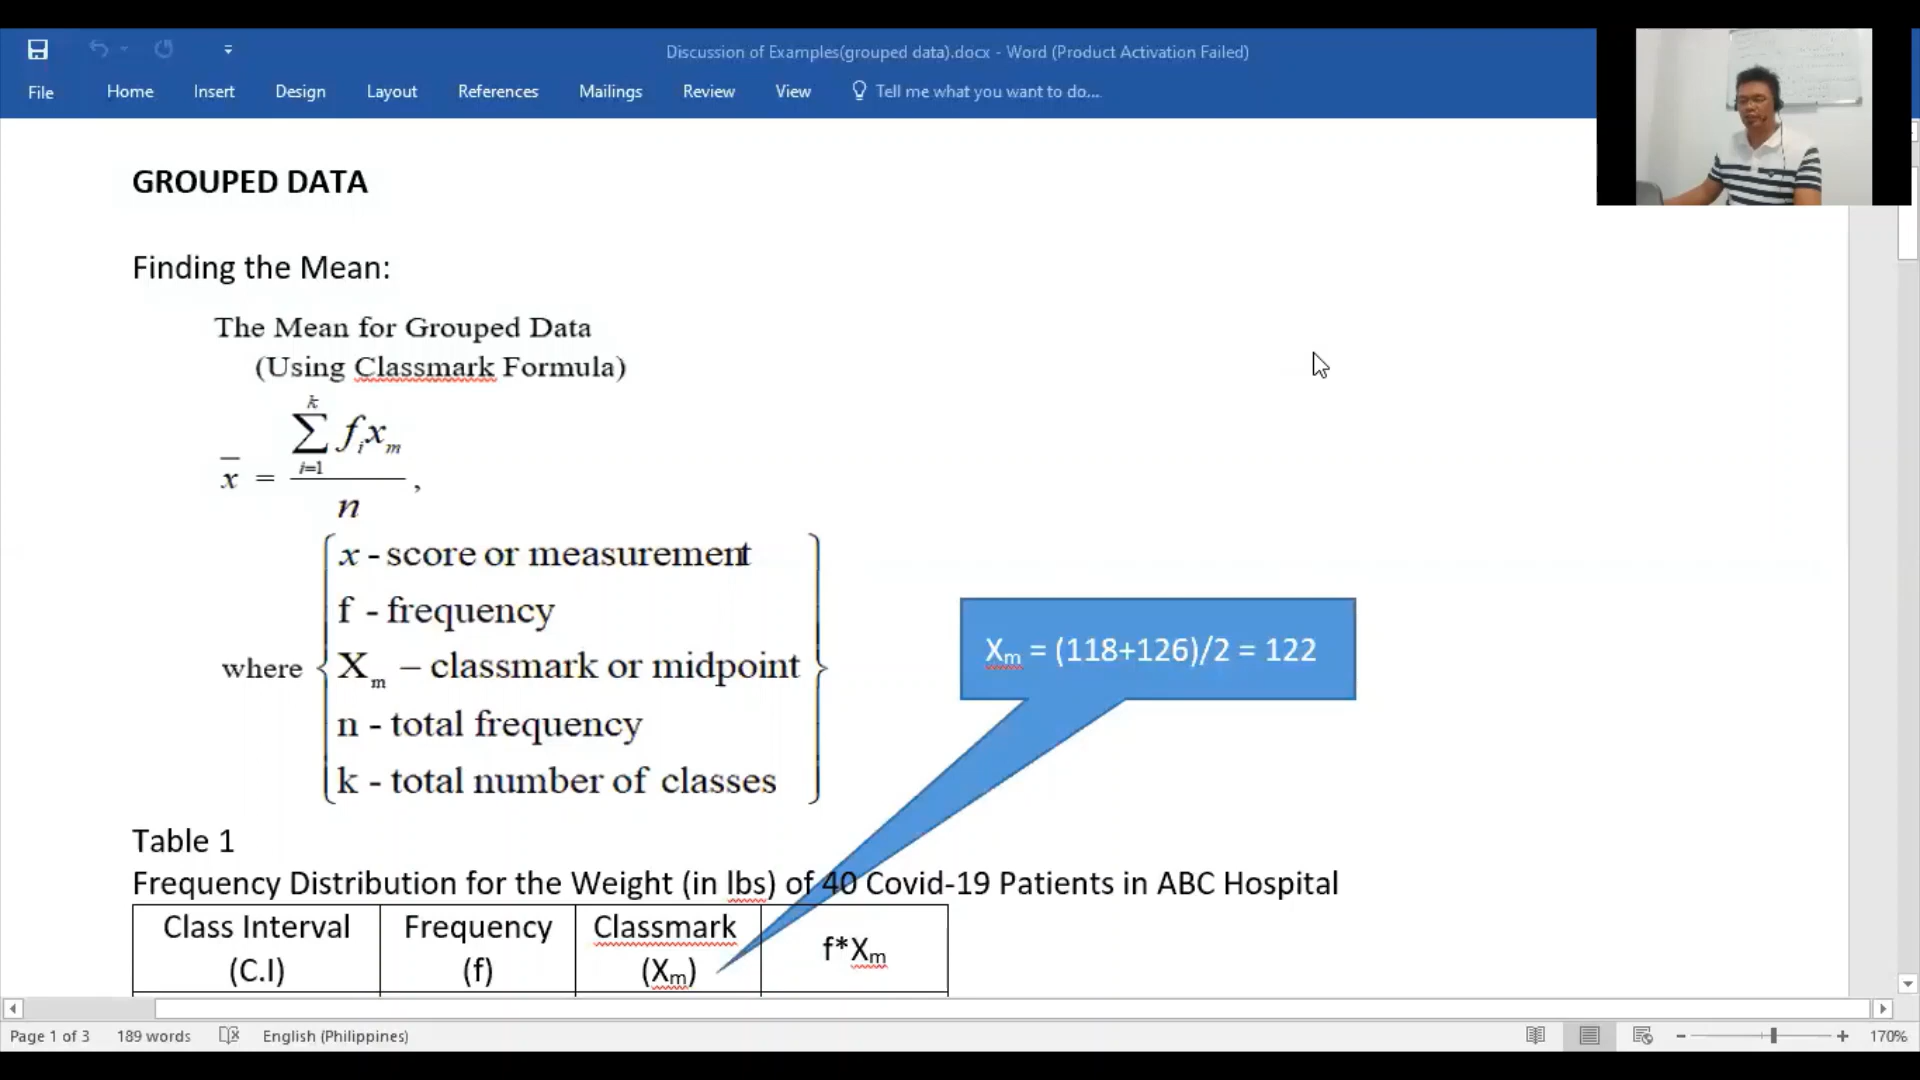 Discussion of Examples(grouped data).docx - Word (Product Activation Failed)
File Home Insert Design Layout References Mailings Review View Tell me what you want to do...
GROUPED DATA
Finding the Mean:
The Mean for Grouped Data
(Using Classmark Formula)
x̄ = \frac{\sum_{i=1}^{k} f_i x_m}{n},
where
x - score or measurement
f - frequency
Xₘ – classmark or midpoint
n - total frequency
k - total number of classes
Xₘ = (118+126)/2 = 122
Table 1
Frequency Distribution for the Weight (in lbs) of 40 Covid-19 Patients in ABC Hospital
Class Interval Frequency Classmark f*Xₘ
(C.I) (f) (Xₘ)
Page 1 of 3 189 words English (Philippines) 170%